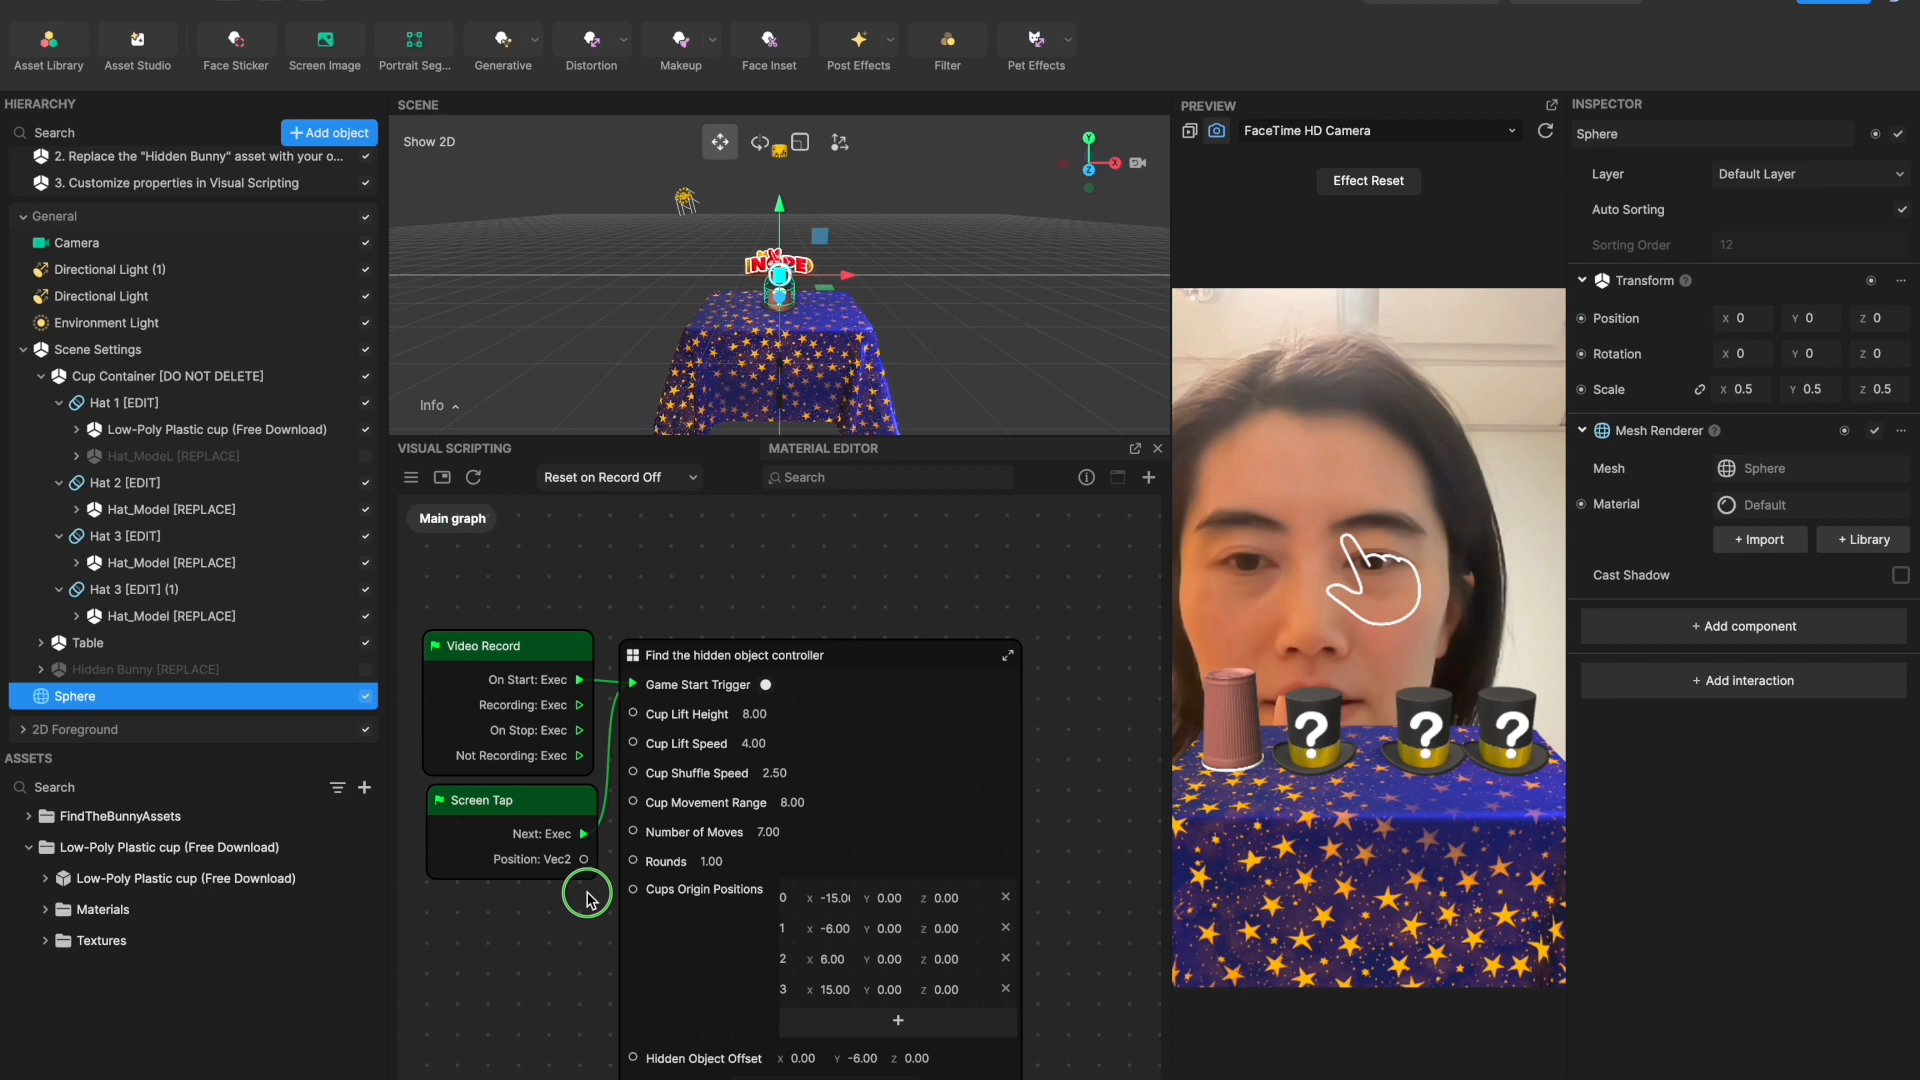 Asset Library
Asset Studio
Face Sticker
Screen Image
Portrait Seg...
Generative
Distortion
Makeup
Face Inset
Post Effects
Filter
Pet Effects
HIERARCHY
Search
+ Add object
2. Replace the "Hidden Bunny" asset with your o...
3. Customize properties in Visual Scripting
General
Camera
Directional Light (1)
Directional Light
Environment Light
Scene Settings
Cup Container [DO NOT DELETE]
Hat 1 [EDIT]
Low-Poly Plastic cup (Free Download)
Hat_ModeL [REPLACE]
Hat 2 [EDIT]
Hat_Model [REPLACE]
Hat 3 [EDIT]
Hat_Model [REPLACE]
Hat 3 [EDIT] (1)
Hat_Model [REPLACE]
Table
Hidden Bunny [REPLACE]
Sphere
2D Foreground
ASSETS
Search
FindTheBunnyAssets
Low-Poly Plastic cup (Free Download)
Low-Poly Plastic cup (Free Download)
Materials
Textures
SCENE
Show 2D
Y
X
Z
NOPE
Info
VISUAL SCRIPTING
MATERIAL EDITOR
Reset on Record Off
Search
Main graph
Video Record
On Start: Exec
Recording: Exec
On Stop: Exec
Not Recording: Exec
Screen Tap
Next: Exec
Position: Vec2
Find the hidden object controller
Game Start Trigger
Cup Lift Height 8.00
Cup Lift Speed 4.00
Cup Shuffle Speed 2.50
Cup Movement Range 8.00
Number of Moves 7.00
Rounds 1.00
Cups Origin Positions
0 X -15.0 Y 0.00 Z 0.00
1 X -6.00 Y 0.00 Z 0.00
2 X 6.00 Y 0.00 Z 0.00
3 X 15.00 Y 0.00 Z 0.00
+
Hidden Object Offset X 0.00 Y -6.00 Z 0.00
PREVIEW
FaceTime HD Camera
Effect Reset
? ? ?
INSPECTOR
Sphere
Layer Default Layer
Auto Sorting
Sorting Order 12
Transform
Position X 0 Y 0 Z 0
Rotation X 0 Y 0 Z 0
Scale X 0.5 Y 0.5 Z 0.5
Mesh Renderer
Mesh Sphere
Material Default
+ Import + Library
Cast Shadow
+ Add component
+ Add interaction